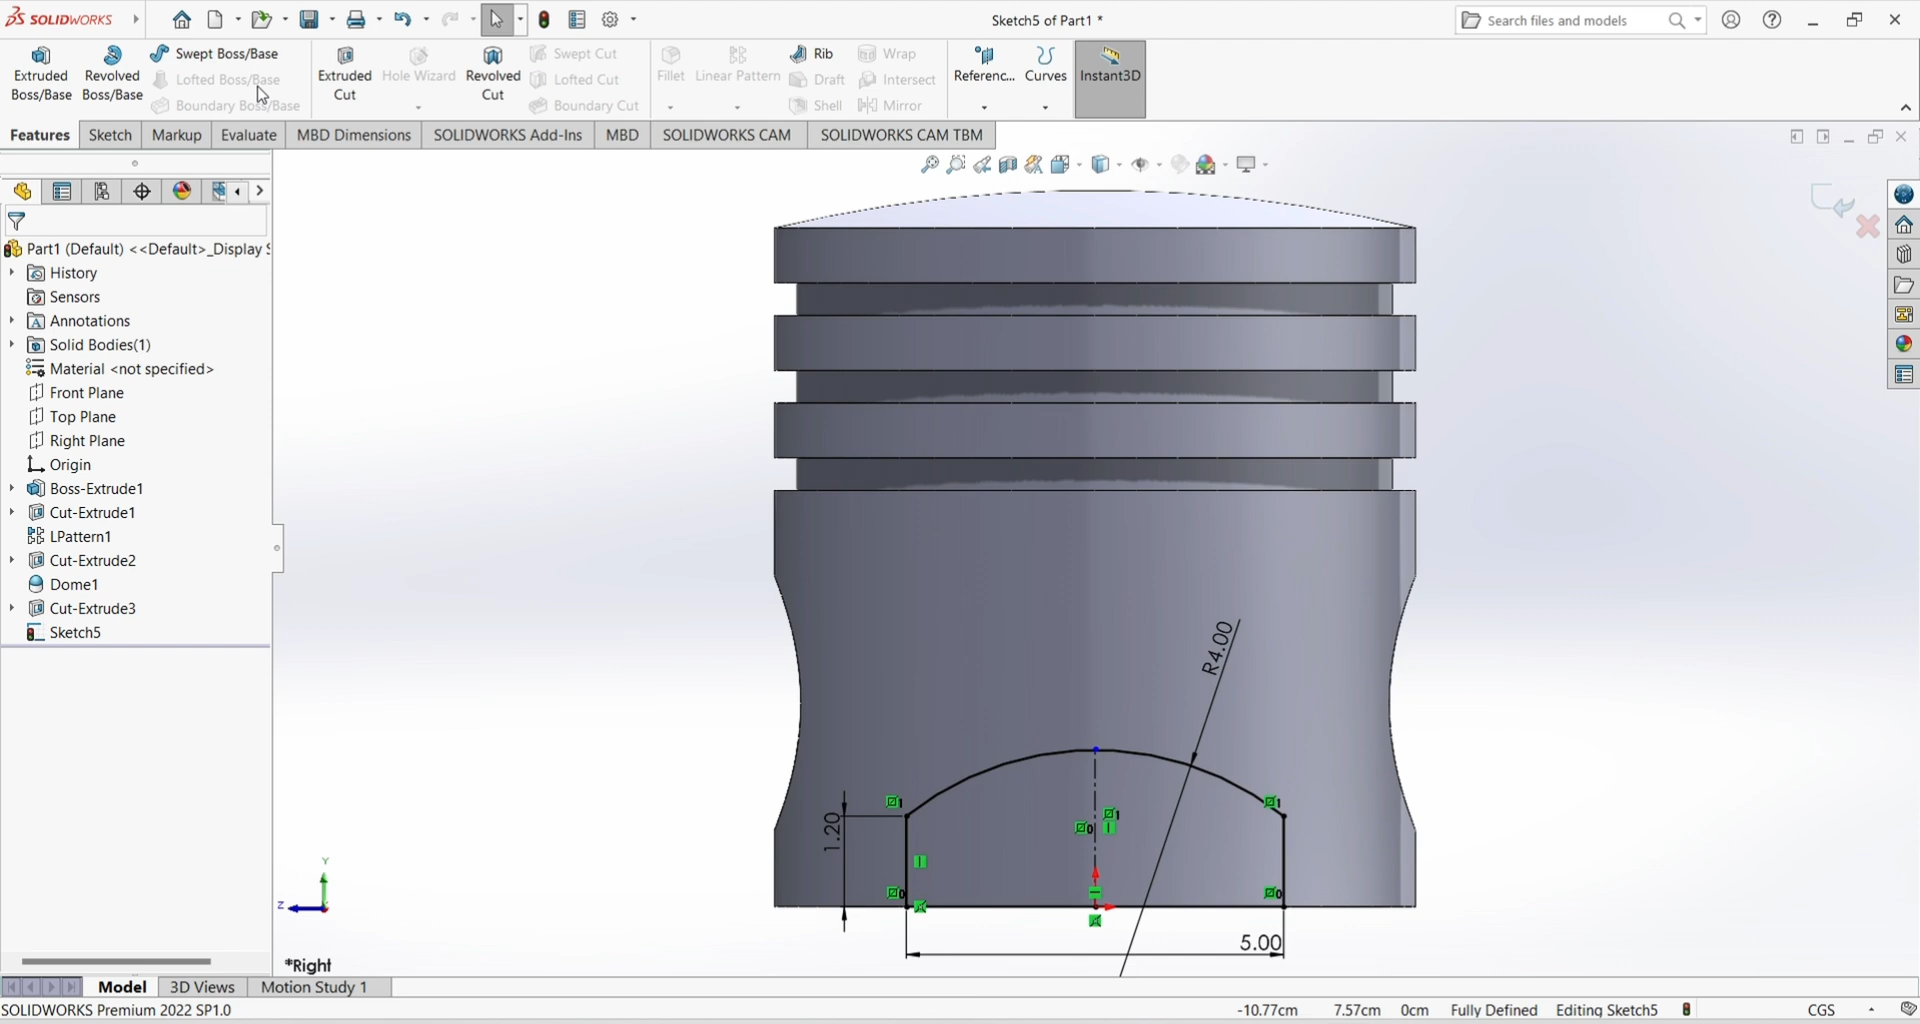 SOLIDWORKS
Sketch5 of Part1 *
Search files and models
Extruded Boss/Base
Revolved Boss/Base
Swept Boss/Base
Lofted Boss/Base
Boundary Boss/Base
Extruded Cut
Hole Wizard
Revolved Cut
Swept Cut
Lofted Cut
Boundary Cut
Fillet
Linear Pattern
Rib
Draft
Shell
Wrap
Intersect
Mirror
Referenc...
Curves
Instant3D
Features
Sketch
Markup
Evaluate
MBD Dimensions
SOLIDWORKS Add-Ins
MBD
SOLIDWORKS CAM
SOLIDWORKS CAM TBM
Part1 (Default) <<Default>_Display S
History
Sensors
Annotations
Solid Bodies(1)
Material <not specified>
Front Plane
Top Plane
Right Plane
Origin
Boss-Extrude1
Cut-Extrude1
LPattern1
Cut-Extrude2
Dome1
Cut-Extrude3
Sketch5
R4.00
1.20
5.00
1
1
1
0
0
0
Y
Z
*Right
Model
3D Views
Motion Study 1
SOLIDWORKS Premium 2022 SP1.0
-10.77cm
7.57cm
0cm
Fully Defined
Editing Sketch5
CGS